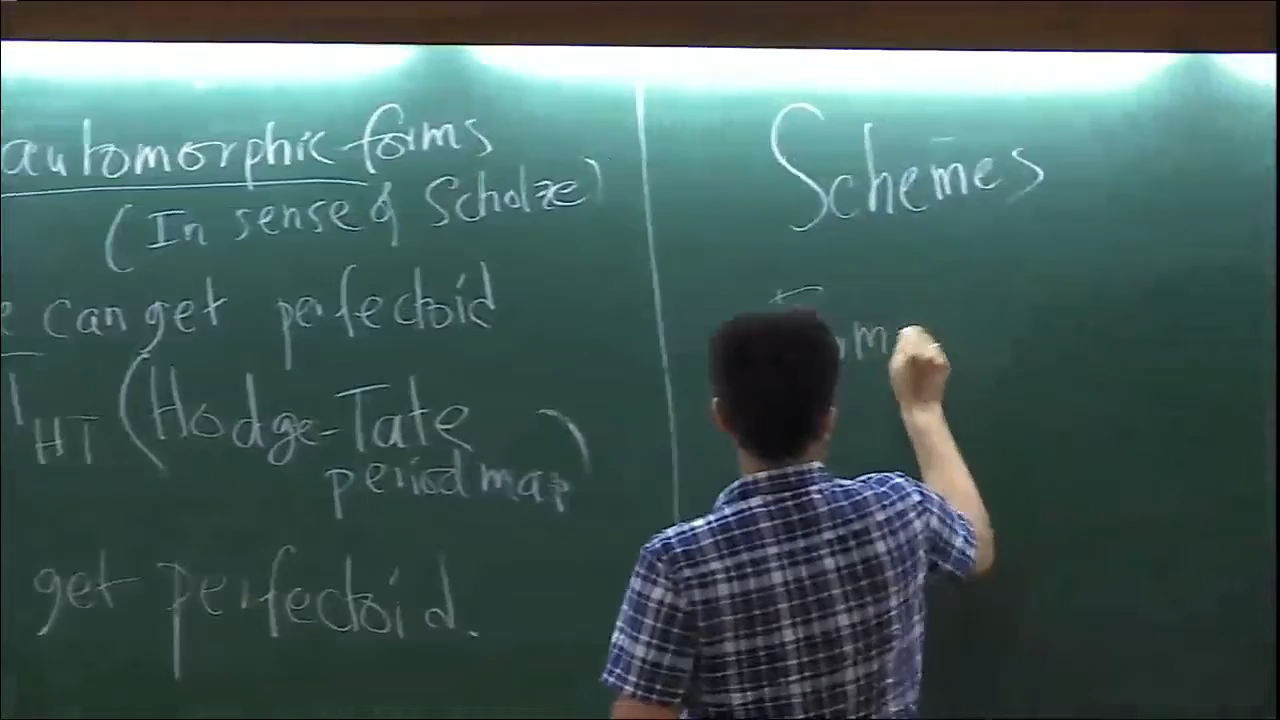 automorphic forms
(In sense of Scholze)
can get perfectoid
HT (Hodge-Tate
period map)
get perfectoid.
Schemes